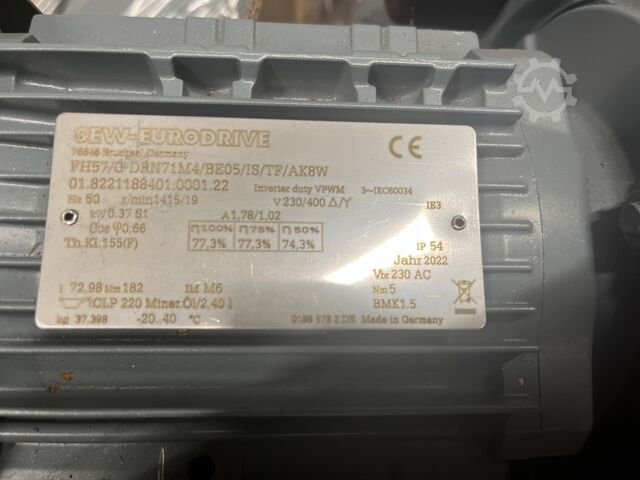 SEW-EURODRIVE
76646 Bruchsal/Germany
CE
FH57/G DRN71M4/BE05/IS/TF/AK8W
01.8221188401.0001.22 Inverter duty VPWM 3~IEC60034
Hz 50 r/min 1415/19 V 230/400 Δ/Y IE3
kW 0.37 S1 A 1,78/1,02
Cos φ 0,66 η 100% η 75% η 50%
Th.Kl. 155(F) 77,3% 77,3% 74,3% IP 54
Jahr 2022
i 72,98 Nm 182 IM M6 Vbr 230 AC
CLP 220 Miner.Öl/2,40 l Nm 5
BMK1.5
kg 37.398 -20..40 °C 0188 578 2 DE Made in Germany